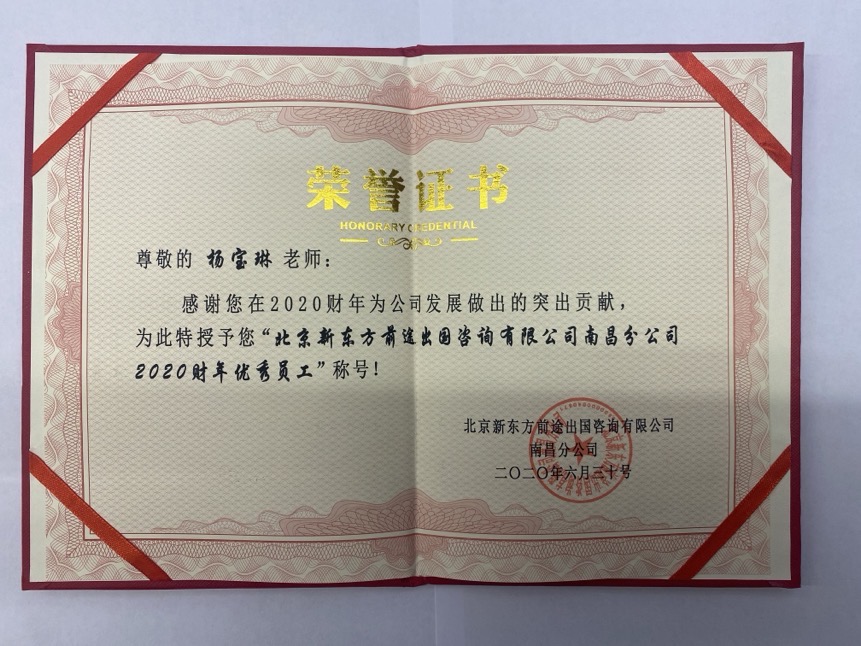 荣誉证书
HONORARY CREDENTIAL
尊敬的 杨宝琳 老师：
感谢您在2020财年为公司发展做出的突出贡献，
为此特授予您“北京新东方前途出国咨询有限公司南昌分公司
2020财年优秀员工”称号！
北京新东方前途出国咨询有限公司
南昌分公司
二〇二〇年六月三十号